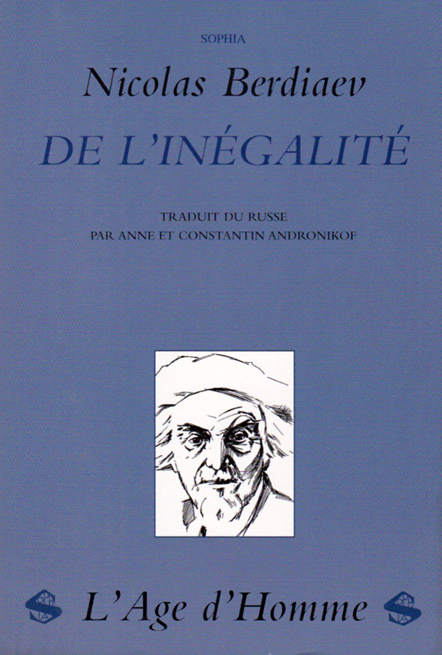 SOPHIA
Nicolas Berdiaev
DE L'INÉGALITÉ
TRADUIT DU RUSSE
PAR ANNE ET CONSTANTIN ANDRONIKOF
L'Age d'Homme